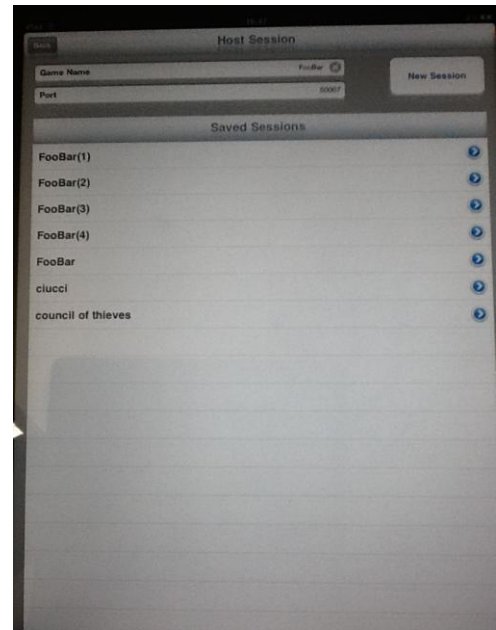 Back
Host Session
Game Name FooBar
Port 50007
New Session
Saved Sessions
FooBar(1)
FooBar(2)
FooBar(3)
FooBar(4)
FooBar
ciucci
council of thieves